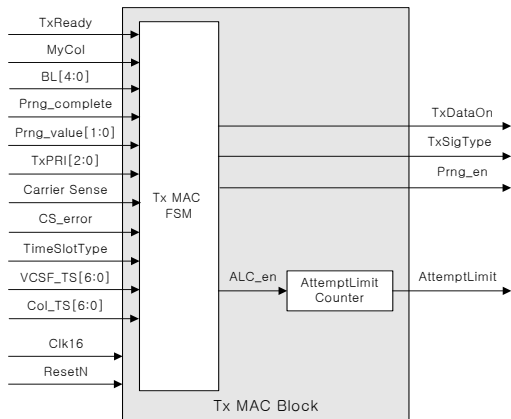 TxReady
MyCol
BL[4:0]
Prng_complete
Prng_value[1:0]
TxPRI[2:0]
Carrier Sense
CS_error
TimeSlotType
VCSF_TS[6:0]
Col_TS[6:0]
Clk16
ResetN
Tx MAC
FSM
ALC_en
AttemptLimit
Counter
TxDataOn
TxSigType
Prng_en
AttemptLimit
Tx MAC Block